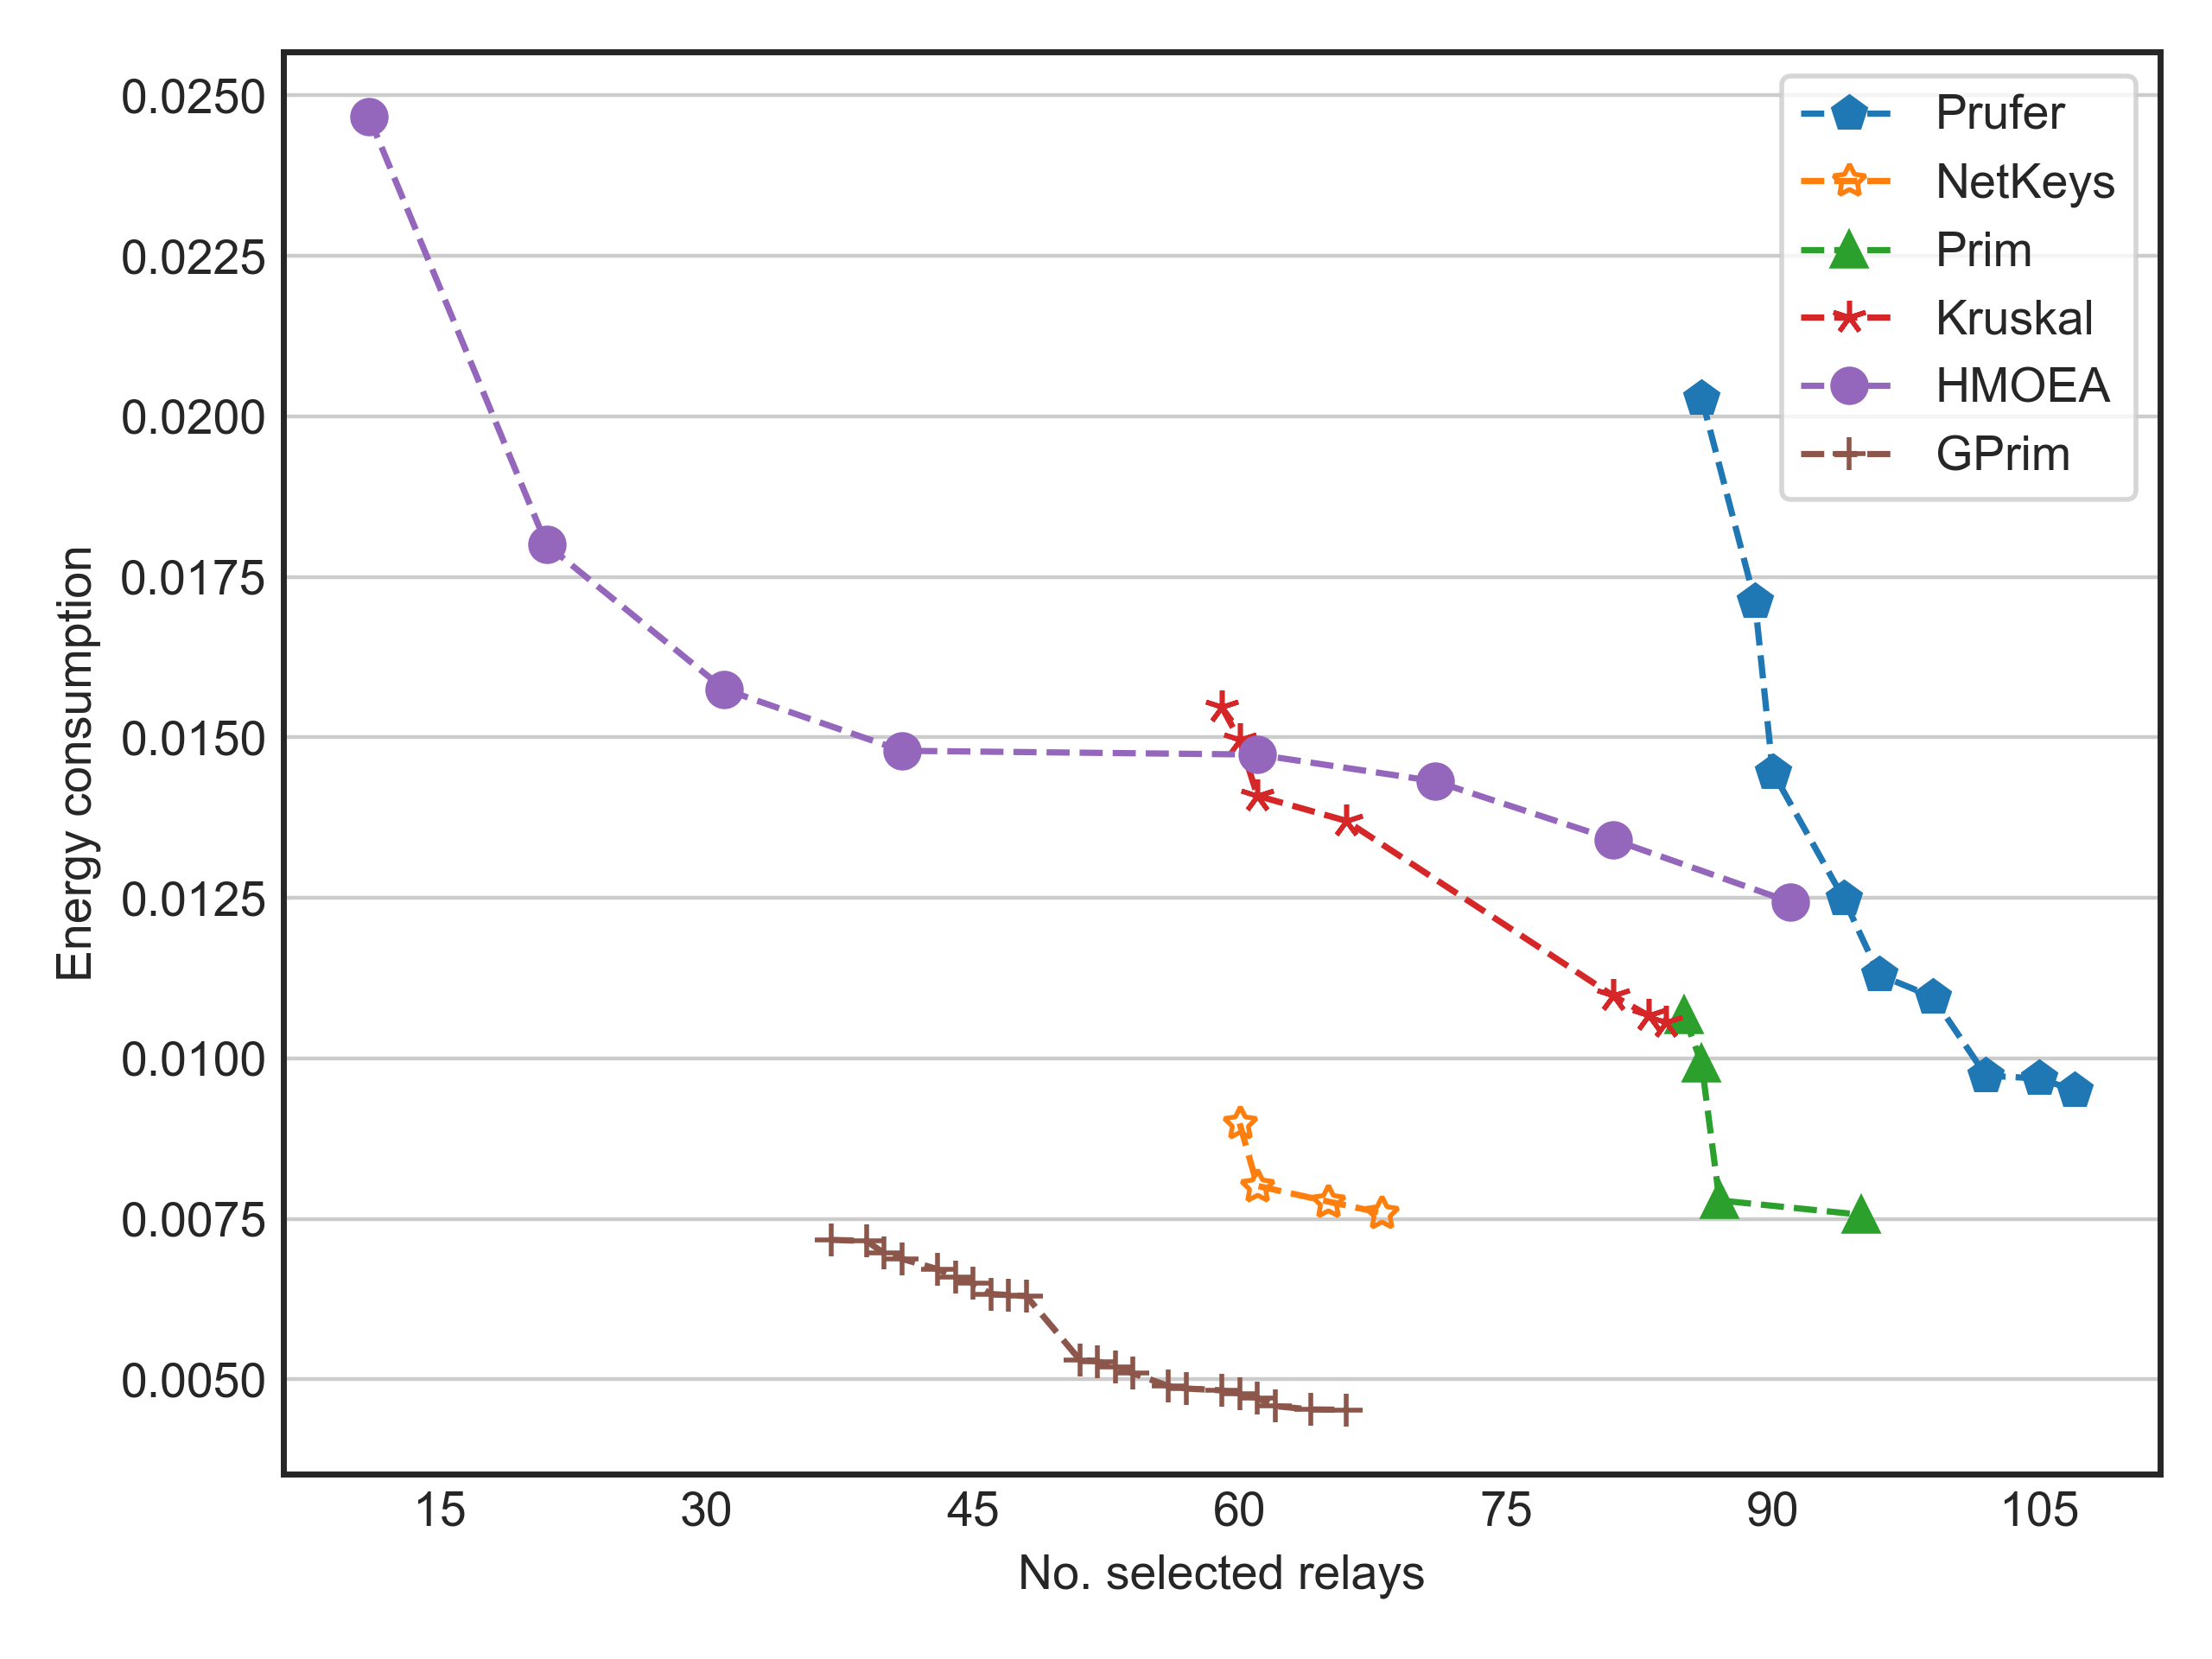 0.0250
0.0225
0.0200
0.0175
0.0150
0.0125
0.0100
0.0075
0.0050
Energy consumption
15 30 45 60 75 90 105
No. selected relays
Prufer
NetKeys
Prim
Kruskal
HMOEA
GPrim